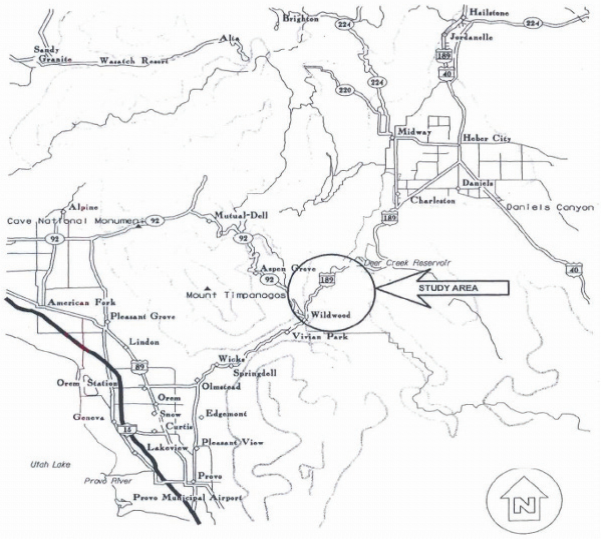 Brighton
224
Hailstone
224
Jordanelle
Alta
Sandy
Granite
Wasatch Resort
189
40
224
220
Midway
Heber City
Daniels
Charleston
Daniels Canyon
189
Alpine
Cave National Monumen
92
92
Mutual-Dell
92
92
Aspen Grove
92
Deer Creek Reservoir
40
189
STUDY AREA
Mount Timpanogos
American Fork
Wildwood
Pleasant Grove
Vivian Park
Lindon
Wicks
Springdell
89
Orem Station
Olmstead
Orem
Snow
Geneva
Edgemont
15
Curtis
Lakeview
Pleasant View
Utah Lake
Provo River
Provo
Provo Municipal Airport
N